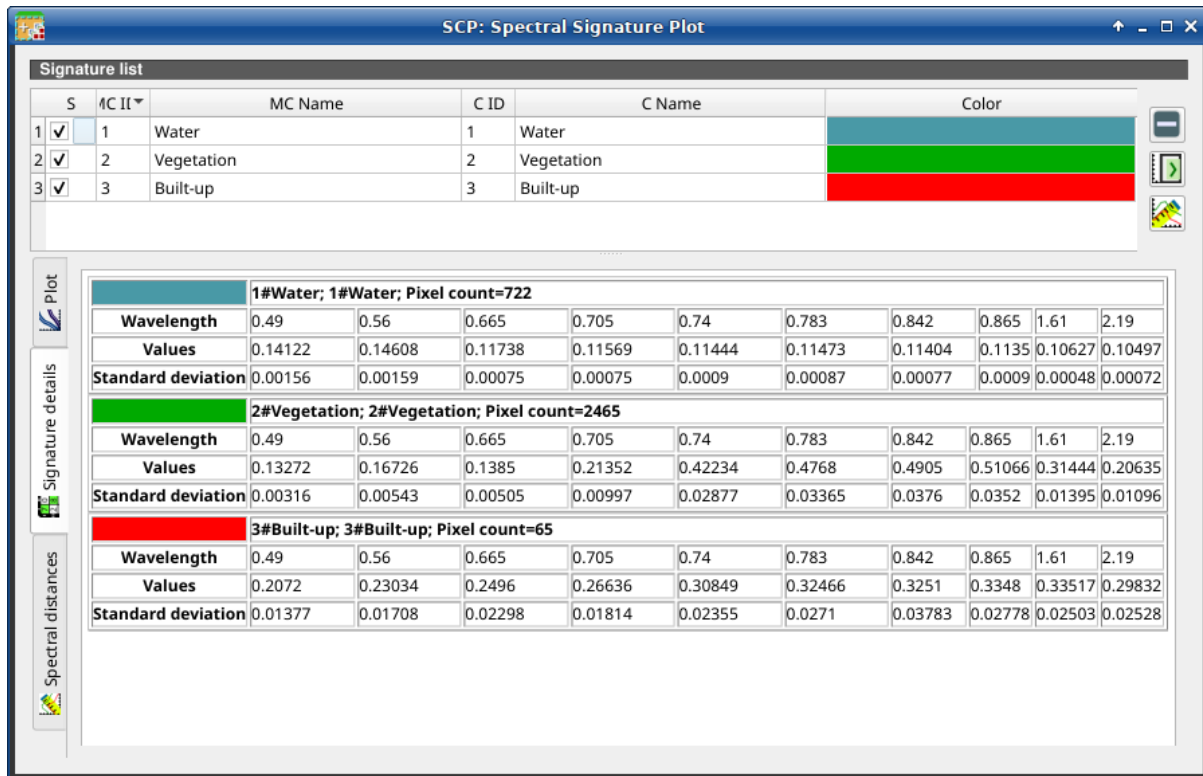 SCP: Spectral Signature Plot
Signature list
S MC ID MC Name C ID C Name Color
1 1 Water 1 Water
2 2 Vegetation 2 Vegetation
3 3 Built-up 3 Built-up
Plot
Signature details
Spectral distances
1#Water; 1#Water; Pixel count=722
Wavelength 0.49 0.56 0.665 0.705 0.74 0.783 0.842 0.865 1.61 2.19
Values 0.14122 0.14608 0.11738 0.11569 0.11444 0.11473 0.11404 0.1135 0.10627 0.10497
Standard deviation 0.00156 0.00159 0.00075 0.00075 0.0009 0.00087 0.00077 0.0009 0.00048 0.00072
2#Vegetation; 2#Vegetation; Pixel count=2465
Wavelength 0.49 0.56 0.665 0.705 0.74 0.783 0.842 0.865 1.61 2.19
Values 0.13272 0.16726 0.1385 0.21352 0.42234 0.4768 0.4905 0.51066 0.31444 0.20635
Standard deviation 0.00316 0.00543 0.00505 0.00997 0.02877 0.03365 0.0376 0.0352 0.01395 0.01096
3#Built-up; 3#Built-up; Pixel count=65
Wavelength 0.49 0.56 0.665 0.705 0.74 0.783 0.842 0.865 1.61 2.19
Values 0.2072 0.23034 0.2496 0.26636 0.30849 0.32466 0.3251 0.3348 0.33517 0.29832
Standard deviation 0.01377 0.01708 0.02298 0.01814 0.02355 0.0271 0.03783 0.02778 0.02503 0.02528